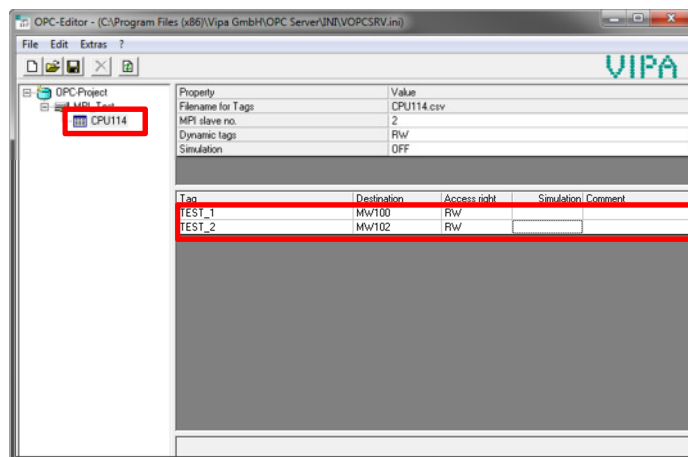 OPC-Editor - (C:\Program Files (x86)\Vipa GmbH\OPC Server\INI\VOPCSRV.ini)
File Edit Extras ?
VIPA
OPC-Project
MPI-Test
CPU114
Property Value
Filename for Tags CPU114.csv
MPI slave no. 2
Dynamic tags RW
Simulation OFF
Tag Destination Access right Simulation Comment
TEST_1 MW100 RW
TEST_2 MW102 RW